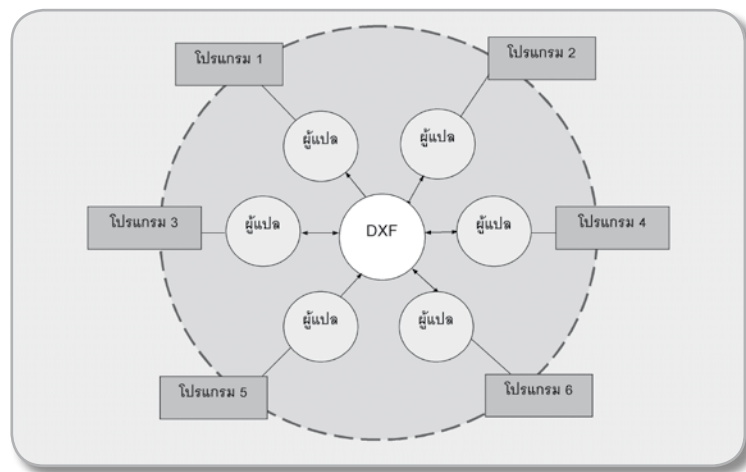 โปรแกรม 1
โปรแกรม 2
ผู้แปล
ผู้แปล
โปรแกรม 3
ผู้แปล
DXF
ผู้แปล
โปรแกรม 4
ผู้แปล
ผู้แปล
โปรแกรม 5
โปรแกรม 6